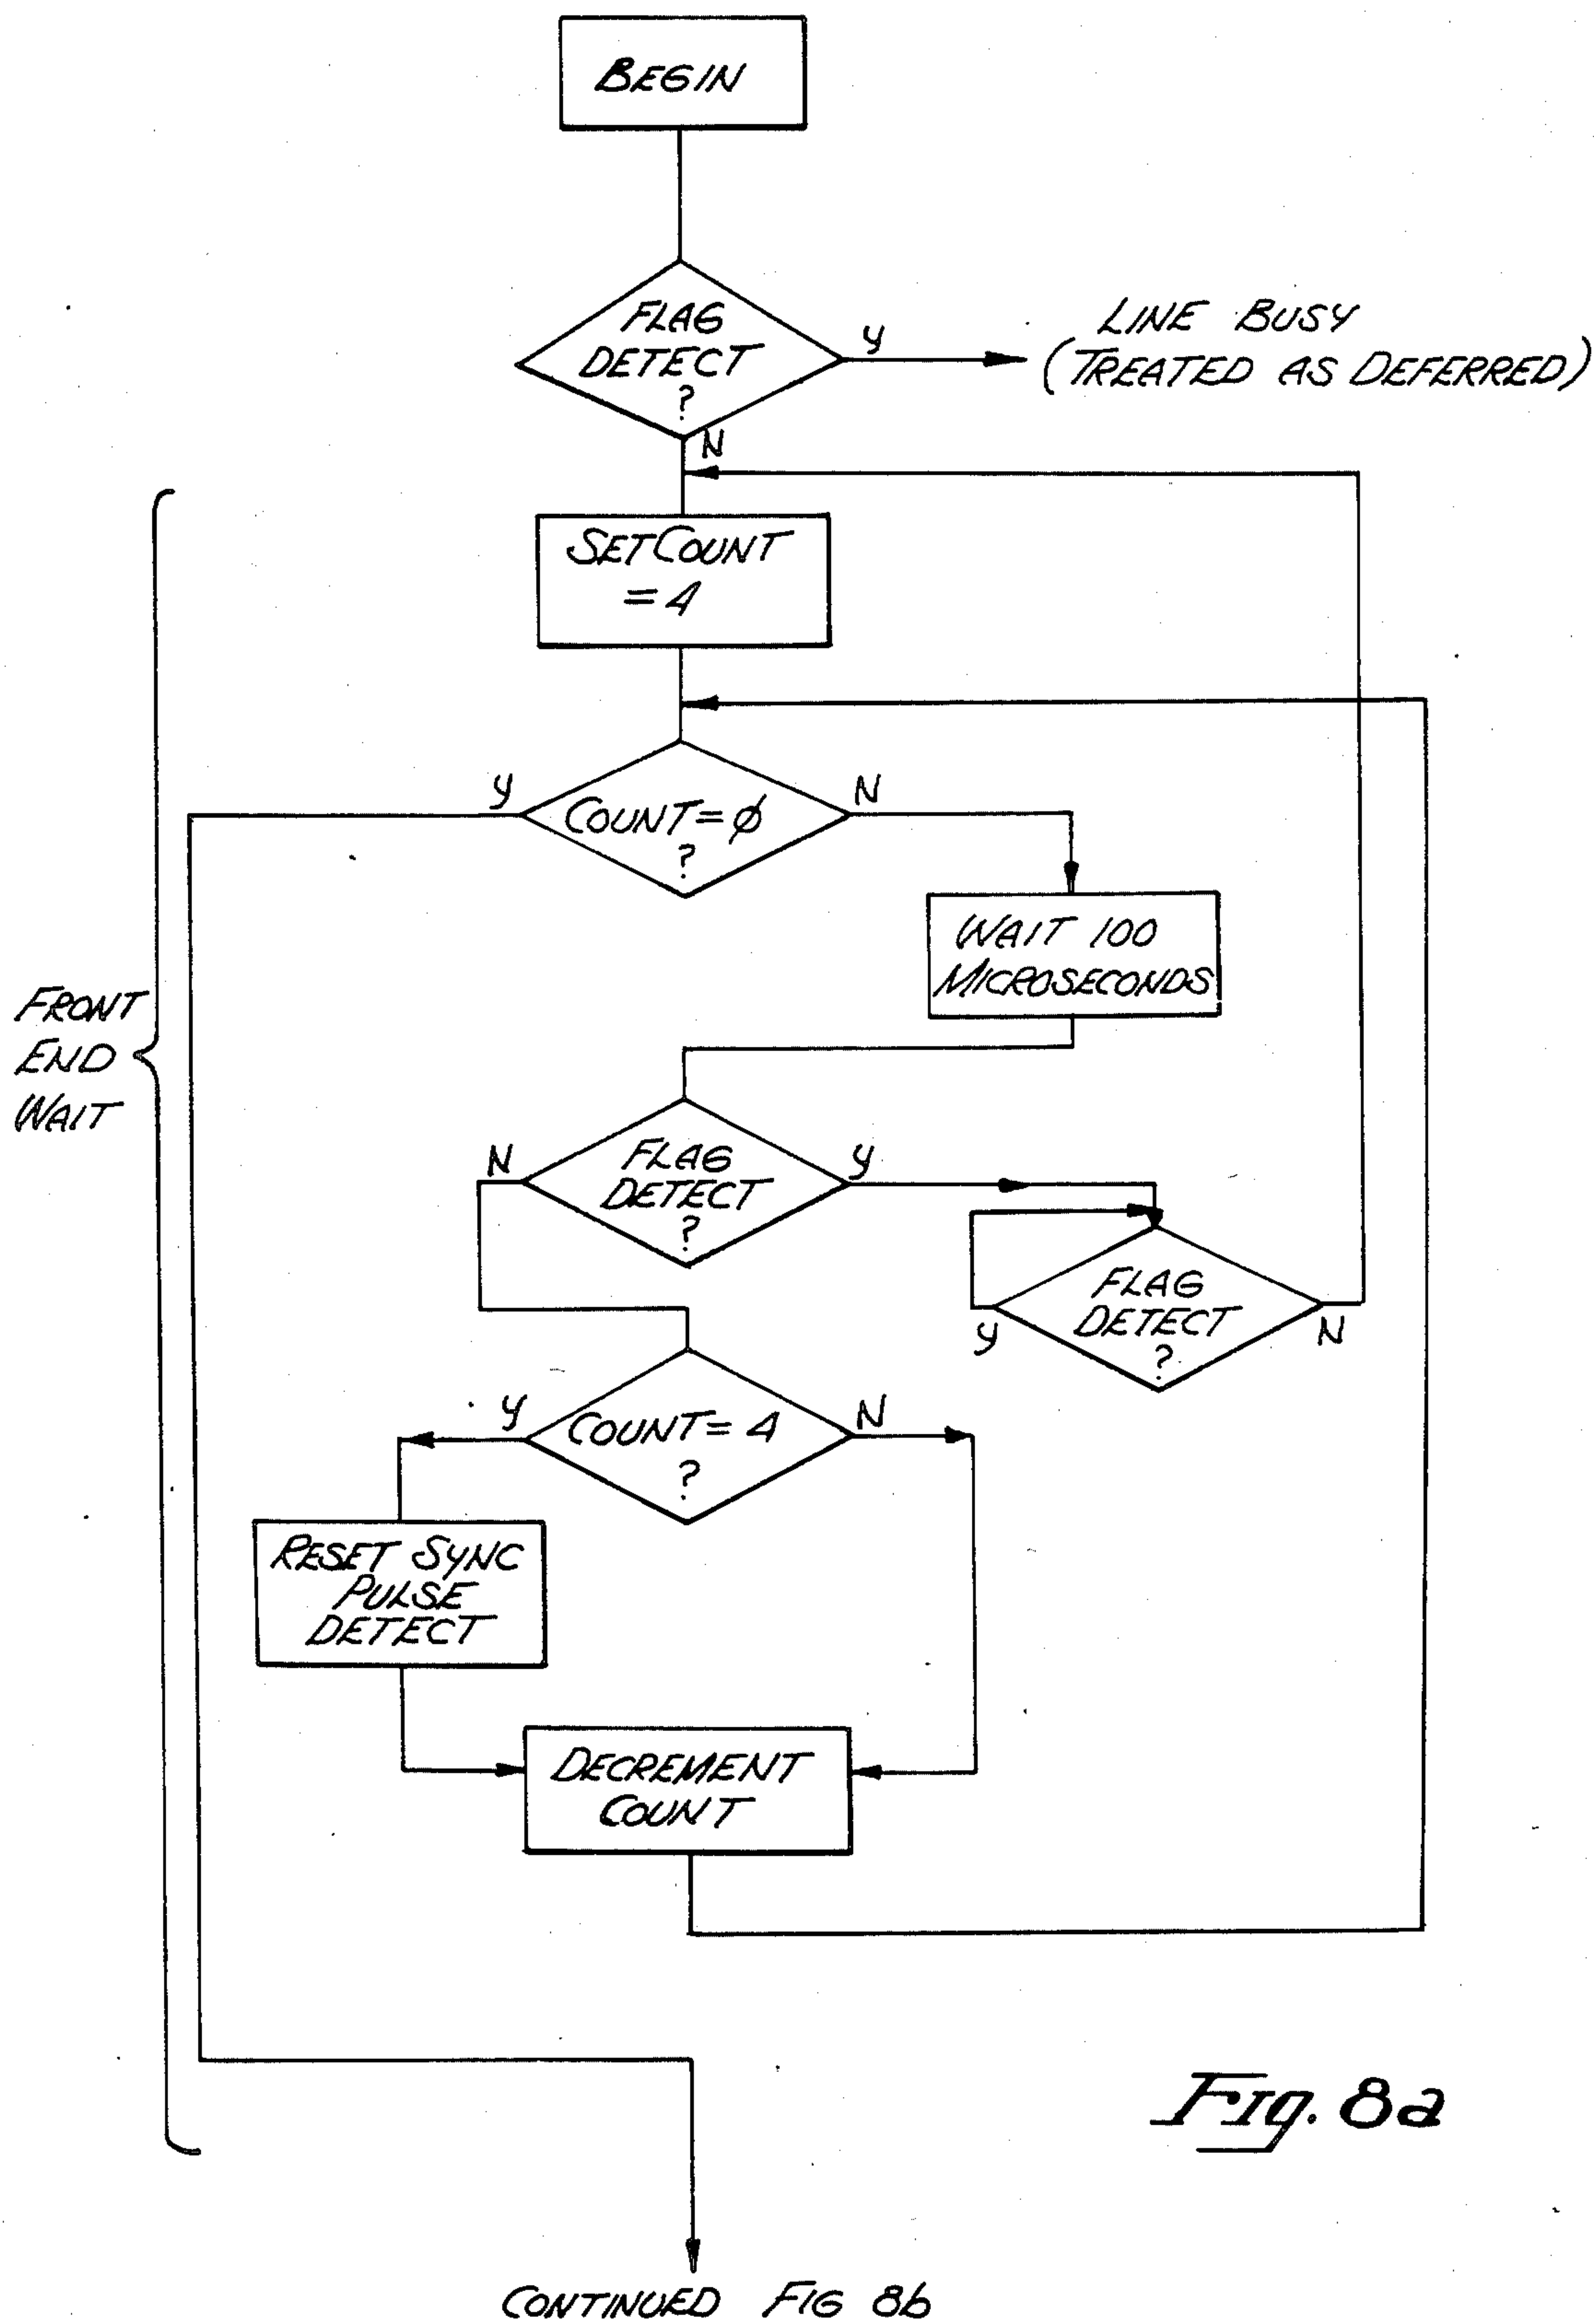 BEGIN
FLAG
DETECT
?
Y
LINE BUSY
(TREATED AS DEFERRED)
N
SET COUNT
= 4
Y
COUNT = ∅
?
N
WAIT 100
MICROSECONDS
FRONT
END
WAIT
N
FLAG
DETECT
?
Y
FLAG
DETECT
?
Y
N
Y
COUNT = 4
?
N
RESET SYNC
PULSE
DETECT
DECREMENT
COUNT
Fig. 8a
CONTINUED FIG 8b